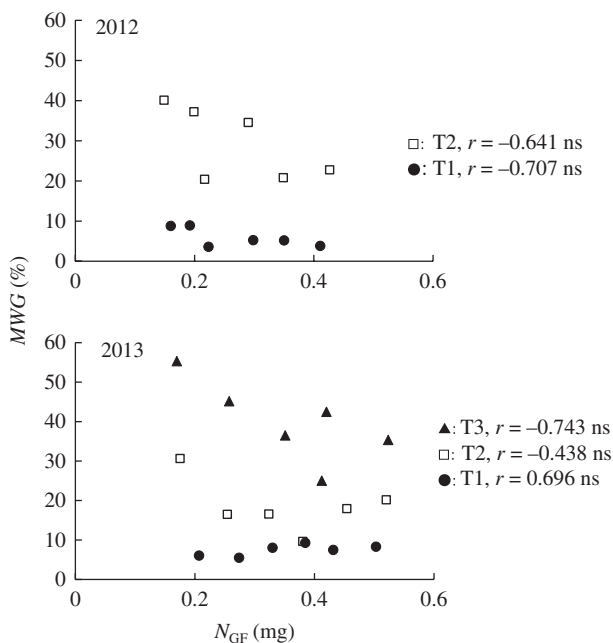 2012
60
50
40
30
20
10
0
0 0.2 0.4 0.6
□: T2, r = –0.641 ns
●: T1, r = –0.707 ns
MWG (%)
2013
60
50
40
30
20
10
0
0 0.2 0.4 0.6
▲: T3, r = –0.743 ns
□: T2, r = –0.438 ns
●: T1, r = 0.696 ns
N_GF (mg)